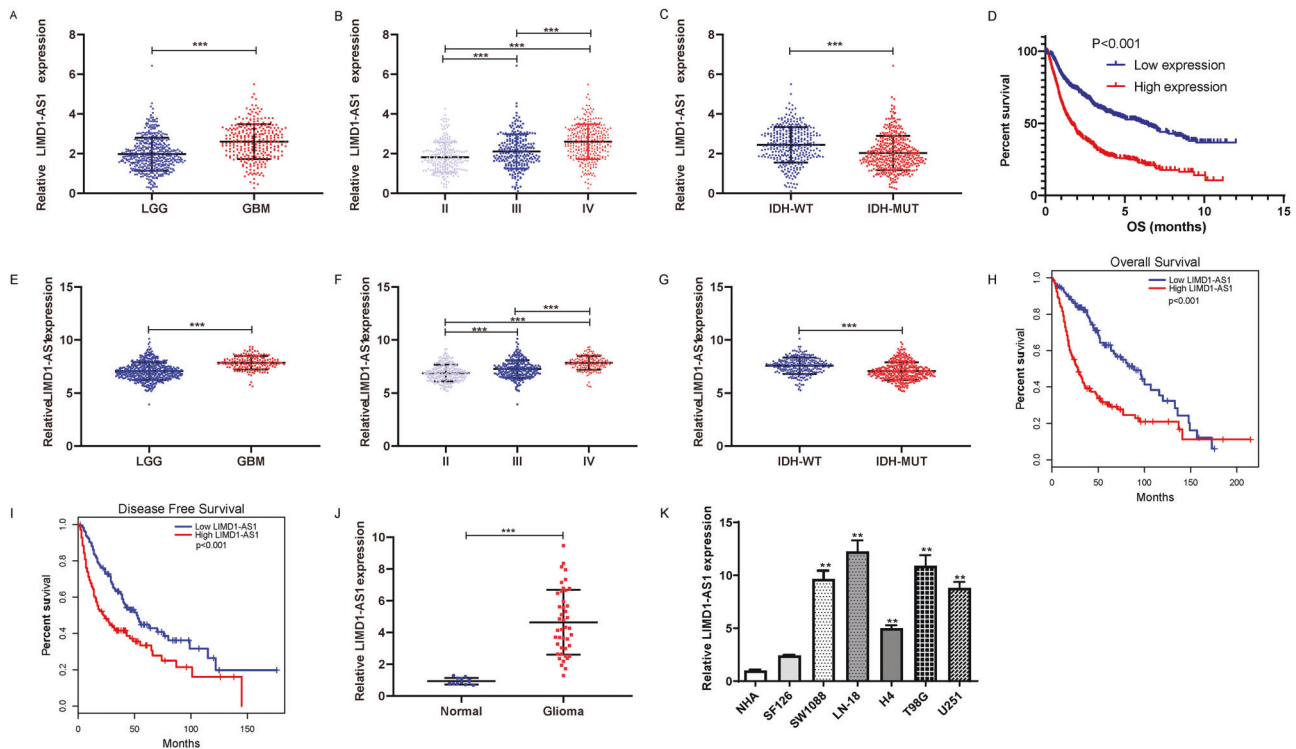 A
Relative LIMD1-AS1 expression
8
6
4
2
0
***
LGG
GBM
B
Relative LIMD1-AS1 expression
8
6
4
2
0
***
***
***
II
III
IV
C
Relative LIMD1-AS1 expression
8
6
4
2
0
***
IDH-WT
IDH-MUT
D
Percent survival
100
50
0
P<0.001
Low expression
High expression
0
5
10
15
OS (months)
E
RelativeLIMD1-AS1expression
15
10
5
0
***
LGG
GBM
F
RelativeLIMD1-AS1expression
15
10
5
0
***
***
***
II
III
IV
G
RelativeLIMD1-AS1expression
15
10
5
0
***
IDH-WT
IDH-MUT
H
Overall Survival
Low LIMD1-AS1
High LIMD1-AS1
p<0.001
Percent survival
1.0
0.8
0.6
0.4
0.2
0.0
0
50
100
150
200
Months
I
Disease Free Survival
Low LIMD1-AS1
High LIMD1-AS1
p<0.001
Percent survival
1.0
0.8
0.6
0.4
0.2
0.0
0
50
100
150
Months
J
Relative LIMD1-AS1 expression
10
8
6
4
2
0
***
Normal
Glioma
K
Relative LIMD1-AS1 expression
15
10
5
0
**
**
**
**
**
NHA
SF126
SW1088
LN-18
H4
T98G
U251